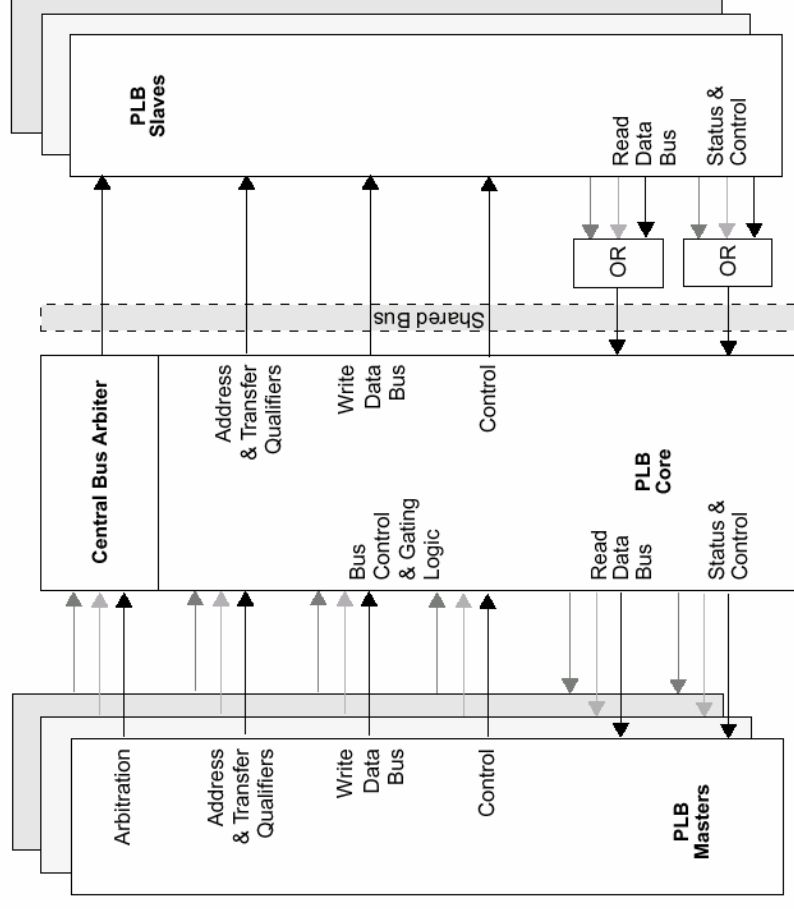 PLB
Slaves
Read
Data
Bus
Status &
Control
OR
OR
Shared Bus
Central Bus Arbiter
Address
& Transfer
Qualifiers
Write
Data
Bus
Control
Bus
Control
& Gating
Logic
PLB
Core
Read
Data
Bus
Status &
Control
Arbitration
Address
& Transfer
Qualifiers
Write
Data
Bus
Control
PLB
Masters